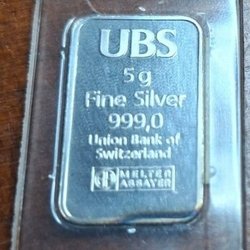 UBS
5g
Fine Silver
999,0
Union Bank of
Switzerland
MELTER
ASSAYER